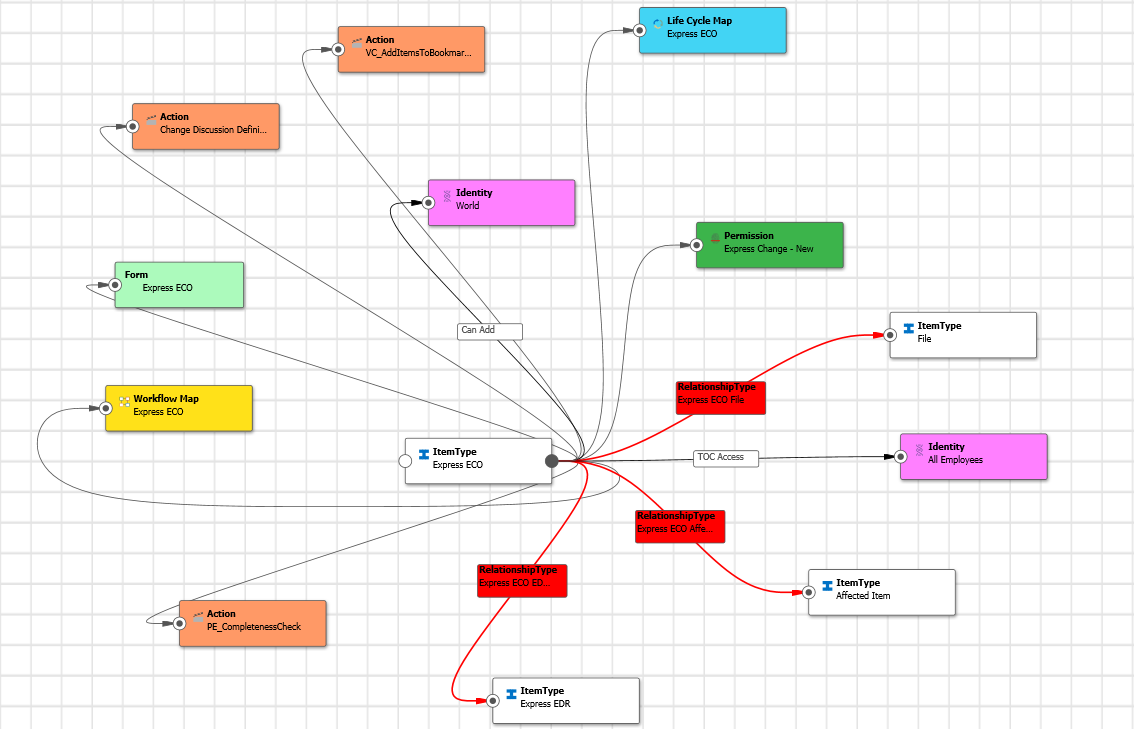 Life Cycle Map
Express ECO
Action
VC_AddItemsToBookmar...
Action
Change Discussion Defini...
Identity
World
Permission
Express Change - New
Form
Express ECO
ItemType
File
Can Add
RelationshipType
Express ECO File
Workflow Map
Express ECO
ItemType
Express ECO
TOC Access
Identity
All Employees
RelationshipType
Express ECO Affe...
RelationshipType
Express ECO ED...
ItemType
Affected Item
Action
PE_CompletenessCheck
ItemType
Express EDR